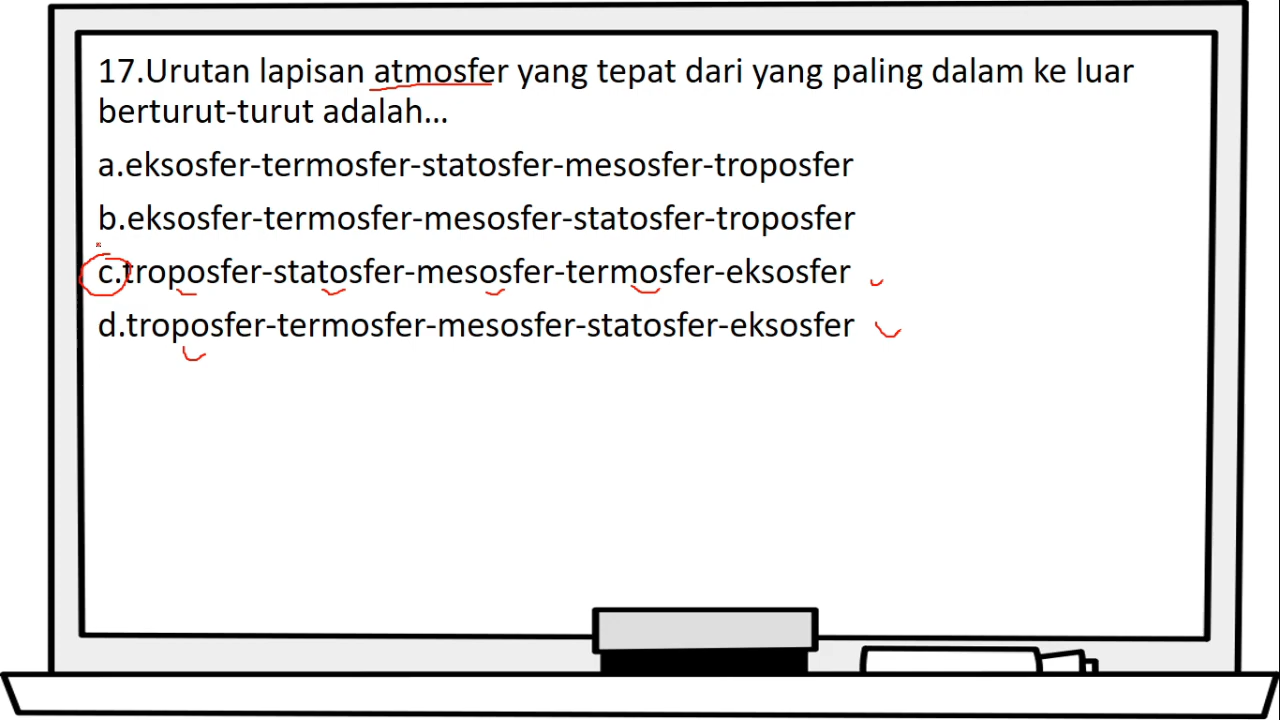 17.Urutan lapisan atmosfer yang tepat dari yang paling dalam ke luar
berturut-turut adalah...
a.eksosfer-termosfer-statosfer-mesosfer-troposfer
b.eksosfer-termosfer-mesosfer-statosfer-troposfer
c.troposfer-statosfer-mesosfer-termosfer-eksosfer
d.troposfer-termosfer-mesosfer-statosfer-eksosfer